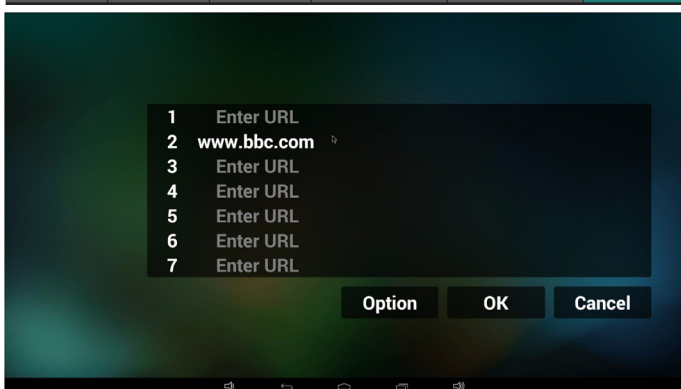 1 Enter URL
2 www.bbc.com
3 Enter URL
4 Enter URL
5 Enter URL
6 Enter URL
7 Enter URL
Option OK Cancel